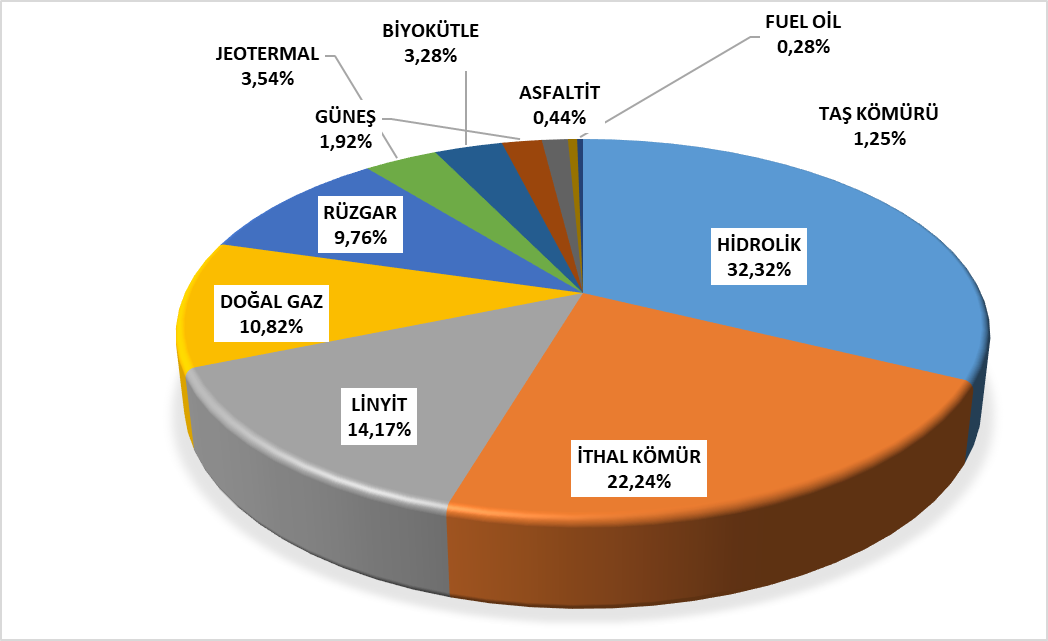 FUEL OİL
0,28%
BİYOKÜTLE
3,28%
JEOTERMAL
3,54%
ASFALTİT
0,44%
TAŞ KÖMÜRÜ
1,25%
GÜNEŞ
1,92%
RÜZGAR
9,76%
HİDROLİK
32,32%
DOĞAL GAZ
10,82%
LİNYİT
14,17%
İTHAL KÖMÜR
22,24%